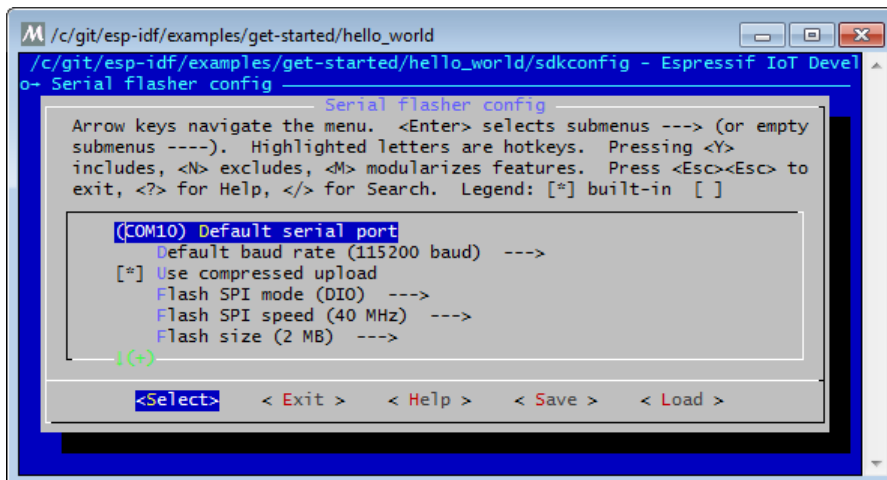 M /c/git/esp-idf/examples/get-started/hello_world
/c/git/esp-idf/examples/get-started/hello_world/sdkconfig - Espressif IoT Devel
o→ Serial flasher config
Serial flasher config
Arrow keys navigate the menu.  <Enter> selects submenus ---> (or empty
submenus ----).  Highlighted letters are hotkeys.  Pressing <Y>
includes, <N> excludes, <M> modularizes features.  Press <Esc><Esc> to
exit, <?> for Help, </> for Search.  Legend: [*] built-in  [ ]
(COM10) Default serial port
Default baud rate (115200 baud)  --->
[*] Use compressed upload
Flash SPI mode (DIO)  --->
Flash SPI speed (40 MHz)  --->
Flash size (2 MB)  --->
↓(+)
<Select>    < Exit >    < Help >    < Save >    < Load >